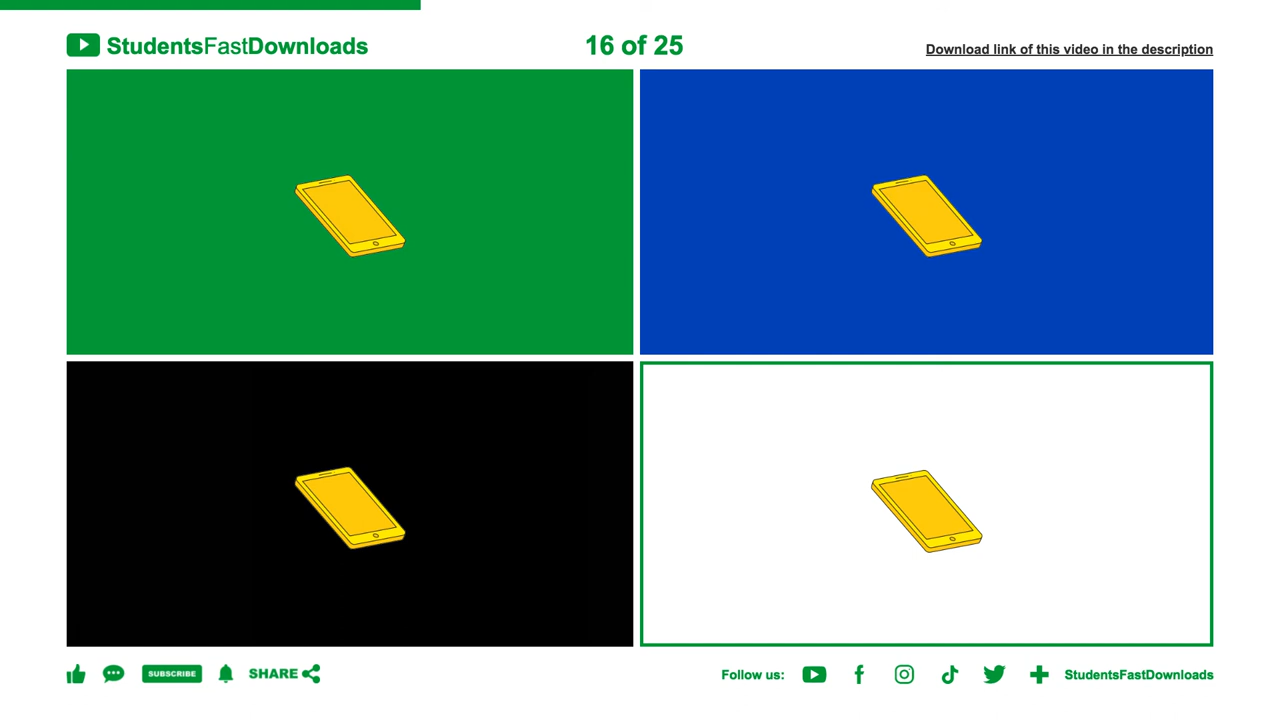 StudentsFastDownloads
16 of 25
Download link of this video in the description
SUBSCRIBE
SHARE
Follow us:
StudentsFastDownloads